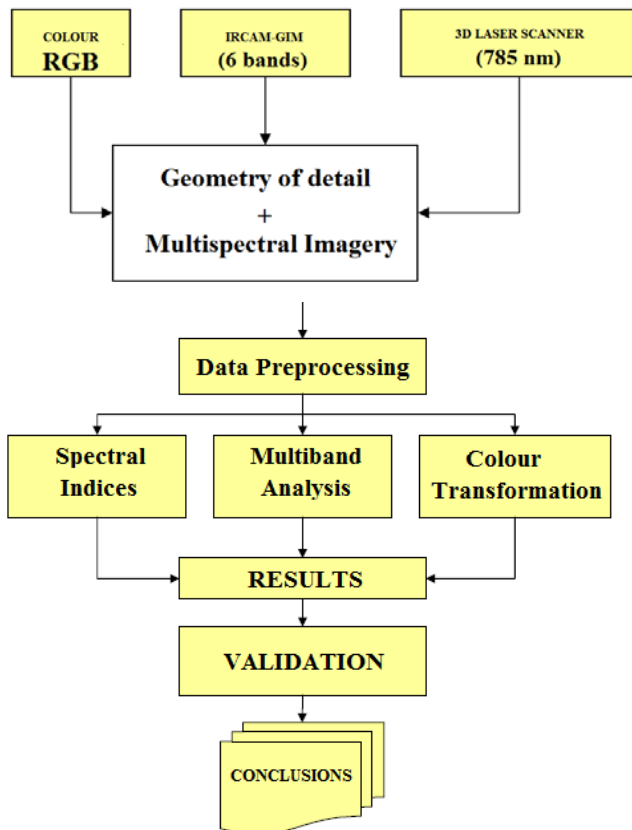 COLOUR
RGB
IRCAM-GIM
(6 bands)
3D LASER SCANNER
(785 nm)
Geometry of detail
+
Multispectral Imagery
Data Preprocessing
Spectral
Indices
Multiband
Analysis
Colour
Transformation
RESULTS
VALIDATION
CONCLUSIONS